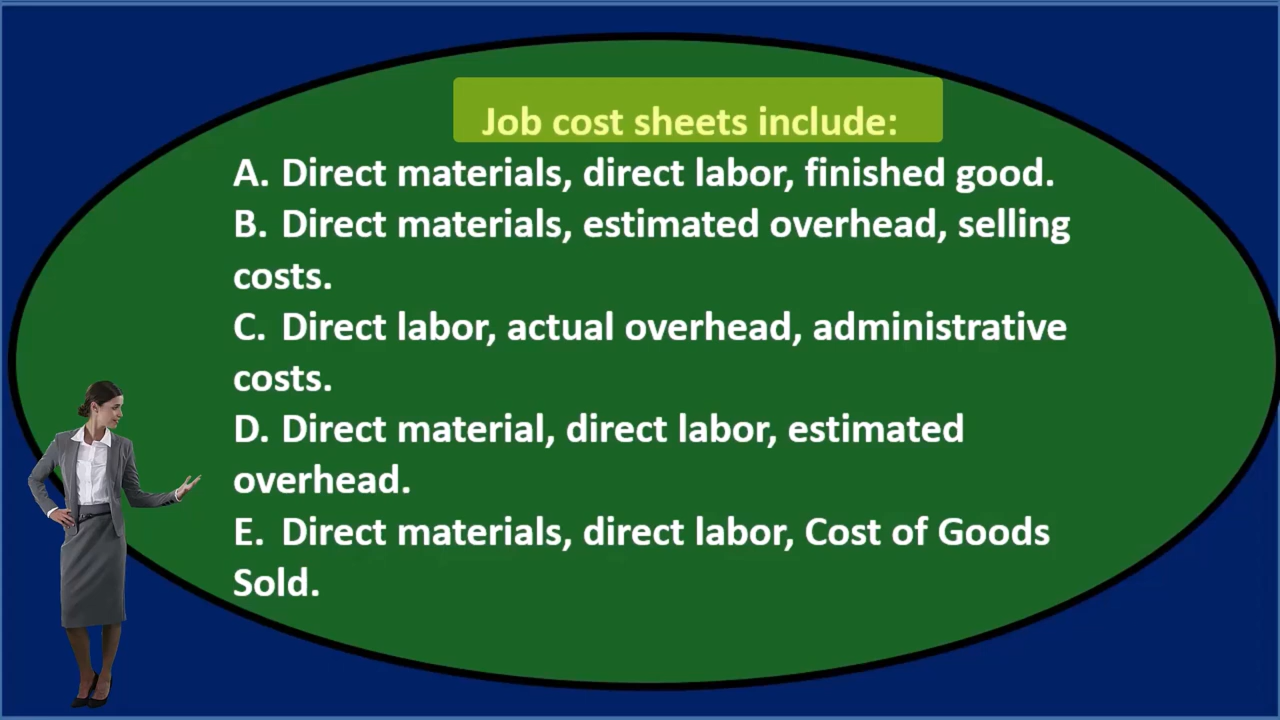 Job cost sheets include:
A. Direct materials, direct labor, finished good.
B. Direct materials, estimated overhead, selling
costs.
C. Direct labor, actual overhead, administrative
costs.
D. Direct material, direct labor, estimated
overhead.
E. Direct materials, direct labor, Cost of Goods
Sold.